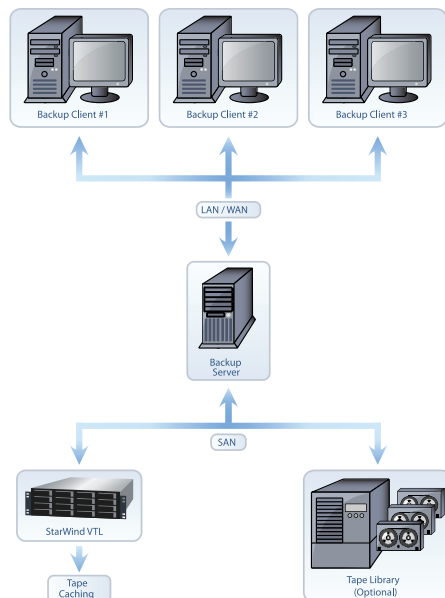 Backup Client #1
Backup Client #2
Backup Client #3
LAN / WAN
Backup
Server
SAN
StarWind VTL
Tape Library
(Optional)
Tape
Caching